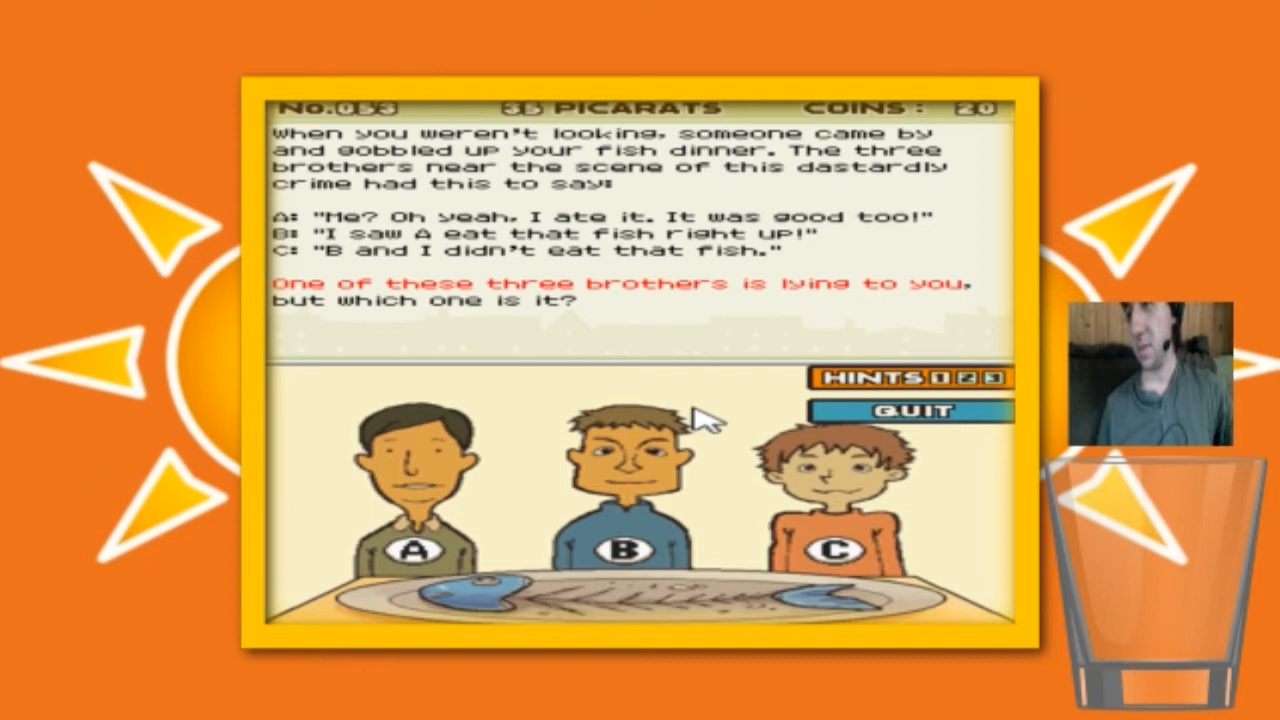 No.053 35 PICARATS COINS: 20
When you weren't looking, someone came by
and gobbled up your fish dinner. The three
brothers near the scene of this dastardly
crime had this to say:
A: "Me? Oh yeah, I ate it. It was good too!"
B: "I saw A eat that fish right up!"
C: "B and I didn't eat that fish."
One of these three brothers is lying to you,
but which one is it?
HINTS 1 2 3
QUIT
A B C